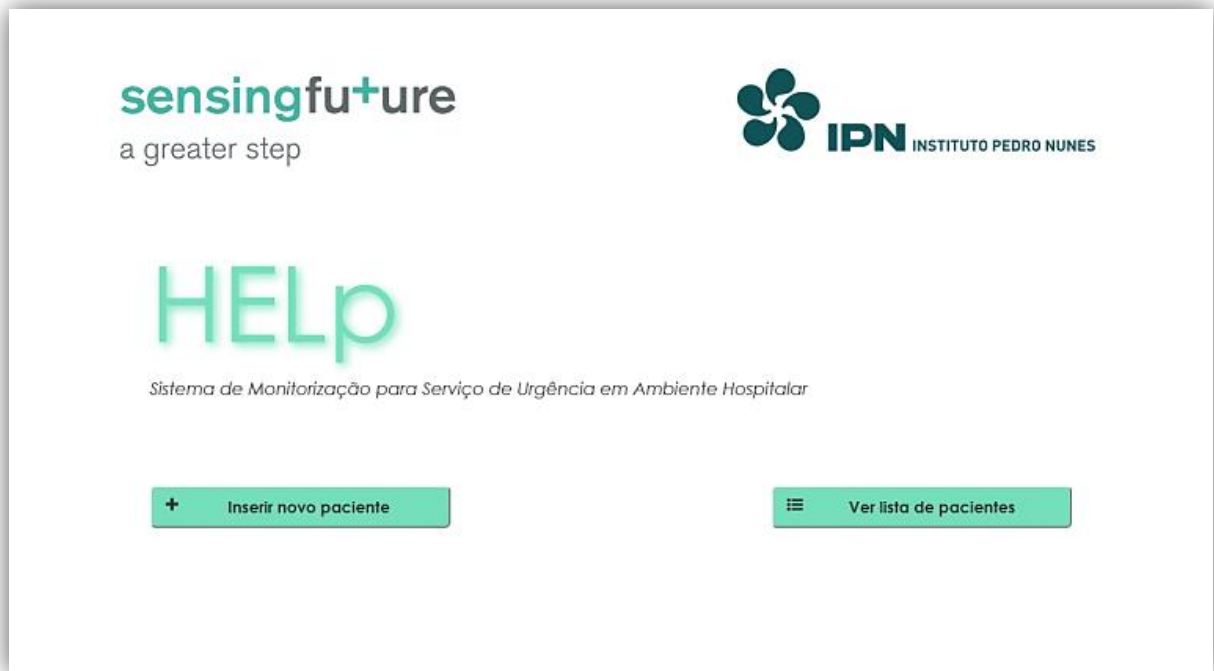 sensingfu+ure
a greater step
IPN INSTITUTO PEDRO NUNES
HELp
Sistema de Monitorização para Serviço de Urgência em Ambiente Hospitalar
Inserir novo paciente
Ver lista de pacientes